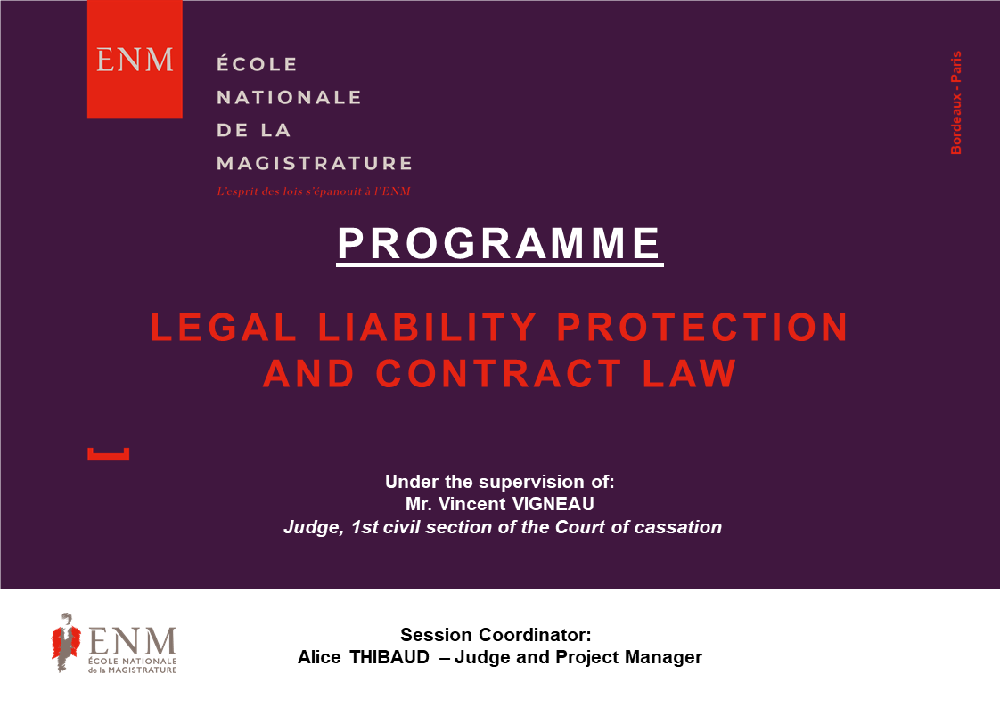 ENM
ÉCOLE
NATIONALE
DE LA
MAGISTRATURE
L'esprit des lois s'épanouit à l'ENM
Bordeaux - Paris
PROGRAMME
LEGAL LIABILITY PROTECTION
AND CONTRACT LAW
Under the supervision of:
Mr. Vincent VIGNEAU
Judge, 1st civil section of the Court of cassation
ENM
ÉCOLE NATIONALE
de la MAGISTRATURE
Session Coordinator:
Alice THIBAUD – Judge and Project Manager